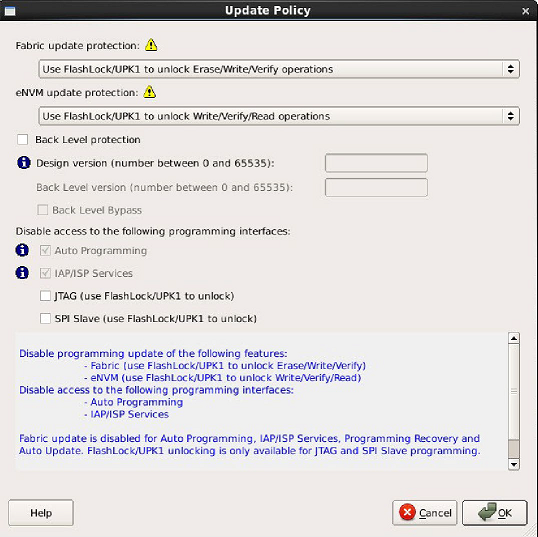 Update Policy
Fabric update protection:
Use FlashLock/UPK1 to unlock Erase/Write/Verify operations
eNVM update protection:
Use FlashLock/UPK1 to unlock Write/Verify/Read operations
Back Level protection
Design version (number between 0 and 65535):
Back Level version (number between 0 and 65535):
Back Level Bypass
Disable access to the following programming interfaces:
Auto Programming
IAP/ISP Services
JTAG (use FlashLock/UPK1 to unlock)
SPI Slave (use FlashLock/UPK1 to unlock)
Disable programming update of the following features:
- Fabric (use FlashLock/UPK1 to unlock Erase/Write/Verify)
- eNVM (use FlashLock/UPK1 to unlock Write/Verify/Read)
Disable access to the following programming interfaces:
- Auto Programming
- IAP/ISP Services
Fabric update is disabled for Auto Programming, IAP/ISP Services, Programming Recovery and
Auto Update. FlashLock/UPK1 unlocking is only available for JTAG and SPI Slave programming.
Help
Cancel
OK